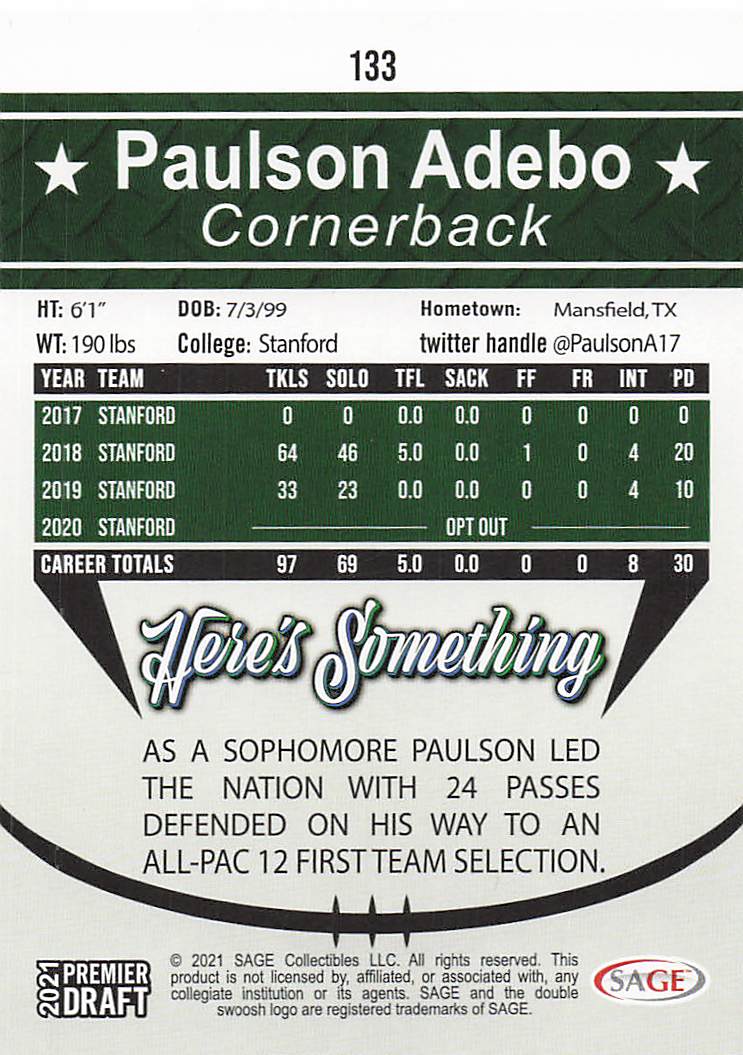 133
Paulson Adebo
Cornerback
HT: 6'1" DOB: 7/3/99 Hometown: Mansfield, TX
WT: 190 lbs College: Stanford twitter handle @PaulsonA17
YEAR TEAM TKLS SOLO TFL SACK FF FR INT PD
2017 STANFORD 0 0 0.0 0.0 0 0 0 0
2018 STANFORD 64 46 5.0 0.0 1 0 4 20
2019 STANFORD 33 23 0.0 0.0 0 0 4 10
2020 STANFORD OPT OUT
CAREER TOTALS 97 69 5.0 0.0 0 0 8 30
Here's Something
AS A SOPHOMORE PAULSON LED
THE NATION WITH 24 PASSES
DEFENDED ON HIS WAY TO AN
ALL-PAC 12 FIRST TEAM SELECTION.
2021 PREMIER DRAFT
© 2021 SAGE Collectibles LLC. All rights reserved. This
product is not licensed by, affiliated, or associated with, any
collegiate institution or its agents. SAGE and the double
swoosh logo are registered trademarks of SAGE.
SAGE™